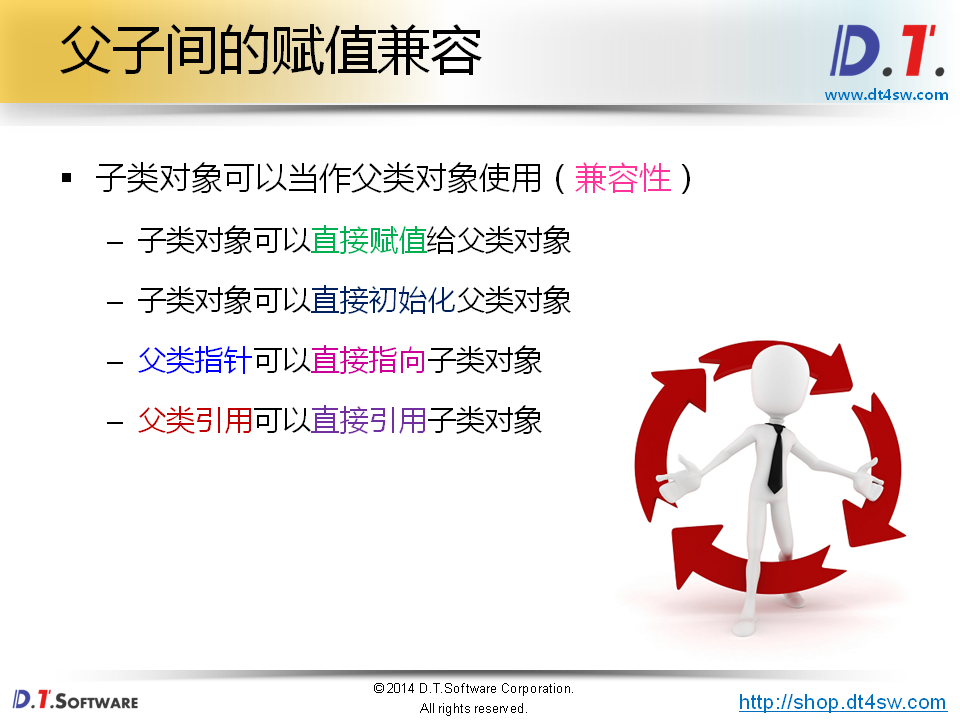 父子间的赋值兼容
D.T.
www.dt4sw.com
▪ 子类对象可以当作父类对象使用（兼容性）
– 子类对象可以直接赋值给父类对象
– 子类对象可以直接初始化父类对象
– 父类指针可以直接指向子类对象
– 父类引用可以直接引用子类对象
D.T.SOFTWARE
©2014 D.T.Software Corporation.
All rights reserved.
http://shop.dt4sw.com